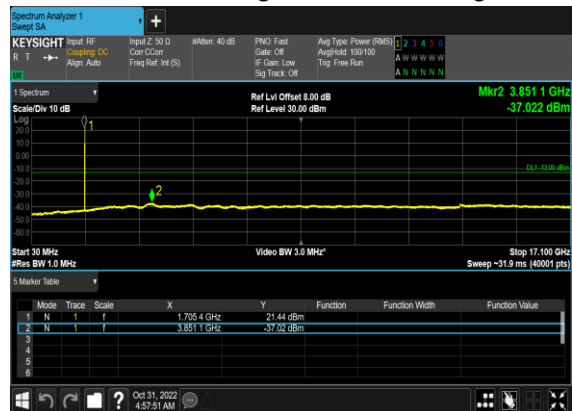 Spectrum Analyzer 1
Swept SA
+
KEYSIGHT Input: RF Input Z: 50 Ω #Atten: 40 dB PNO: Fast Avg Type: Power (RMS) 1 2 3 4 5 6
R T Coupling: DC Corr CCorr Gate: Off Avg|Hold: 100/100 A W W W W W
Align: Auto Freq Ref: Int (S) IF Gain: Low Trig: Free Run
LW Sig Track: Off A N N N N N
1 Spectrum Ref Lvl Offset 8.00 dB Mkr2 3.851 1 GHz
Scale/Div 10 dB Ref Level 30.00 dBm -37.022 dBm
Log
1
20.0
10.0
0.00
-10.0 DL1 -13.00 dBm
-20.0
-30.0 2
-40.0
-50.0
-60.0
Start 30 MHz Video BW 3.0 MHz* Stop 17.100 GHz
#Res BW 1.0 MHz Sweep ~31.9 ms (40001 pts)
5 Marker Table
Mode Trace Scale X Y Function Function Width Function Value
1 N 1 f 1.705 4 GHz 21.44 dBm
2 N 1 f 3.851 1 GHz -37.02 dBm
3
4
5
6
? Oct 31, 2022
4:57:51 AM